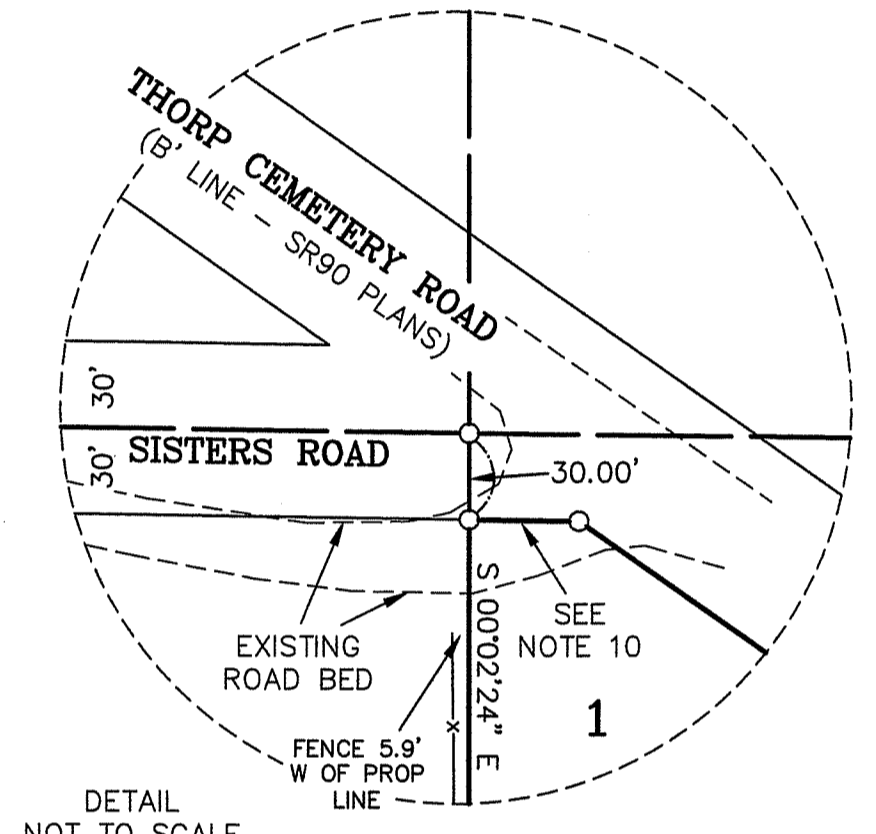 THORP CEMETERY ROAD
(B' LINE – SR90 PLANS)
30'
30'
SISTERS ROAD
30.00'
S 00°02'24" E
SEE
NOTE 10
EXISTING
ROAD BED
1
FENCE 5.9'
W OF PROP
LINE
x
DETAIL
NOT TO SCALE